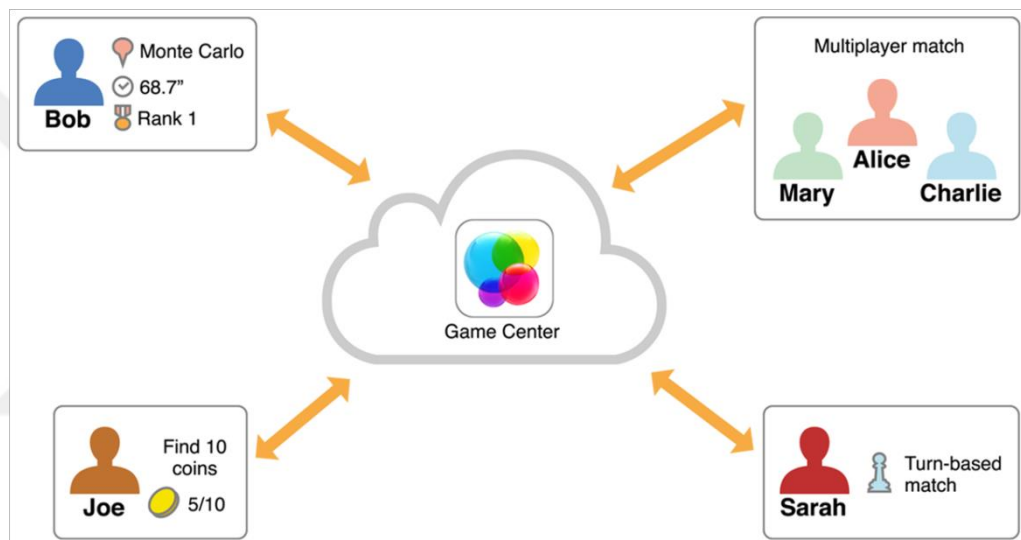 Monte Carlo
68.7”
Rank 1
Bob
Multiplayer match
Alice
Mary
Charlie
Game Center
Find 10
coins
5/10
Joe
Turn-based
match
Sarah